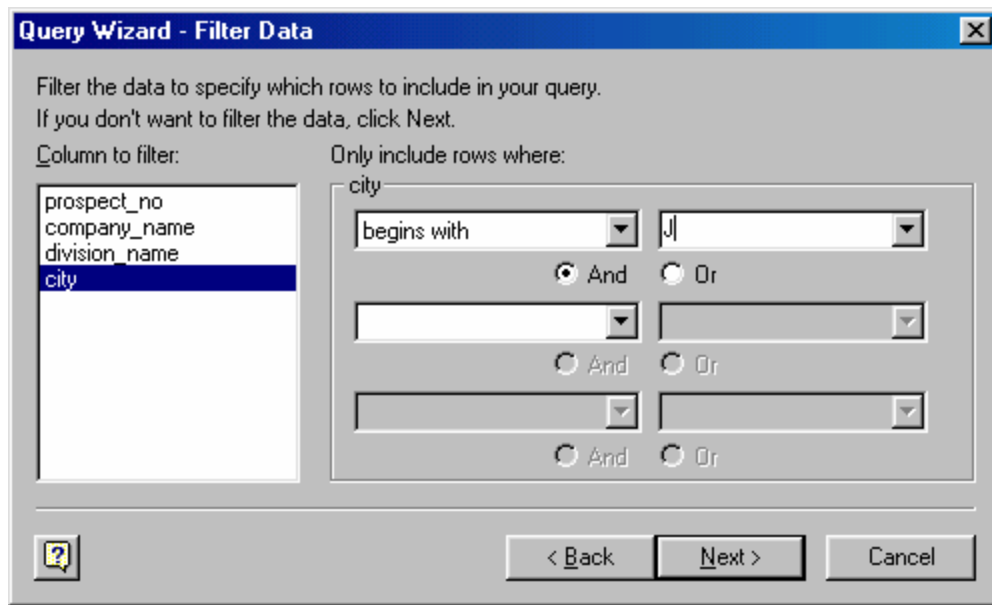 Query Wizard - Filter Data
Filter the data to specify which rows to include in your query.
If you don't want to filter the data, click Next.
Column to filter:
Only include rows where:
prospect_no
company_name
division_name
city
city
begins with
J
And
Or
And
Or
And
Or
?
< Back
Next >
Cancel